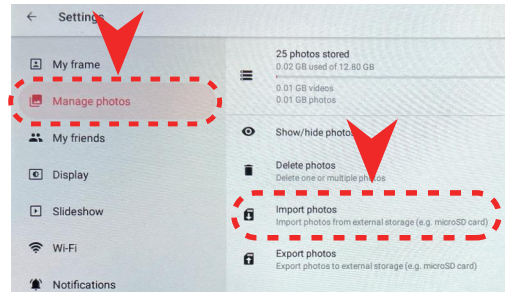 Settings
My frame
Manage photos
My friends
Display
Slideshow
Wi-Fi
Notifications
25 photos stored
0.02 GB used of 12.80 GB
0.01 GB videos
0.01 GB photos
Show/hide photos
Delete photos
Delete one or multiple photos
Import photos
Import photos from external storage (e.g. microSD card)
Export photos
Export photos to external storage (e.g. microSD card)